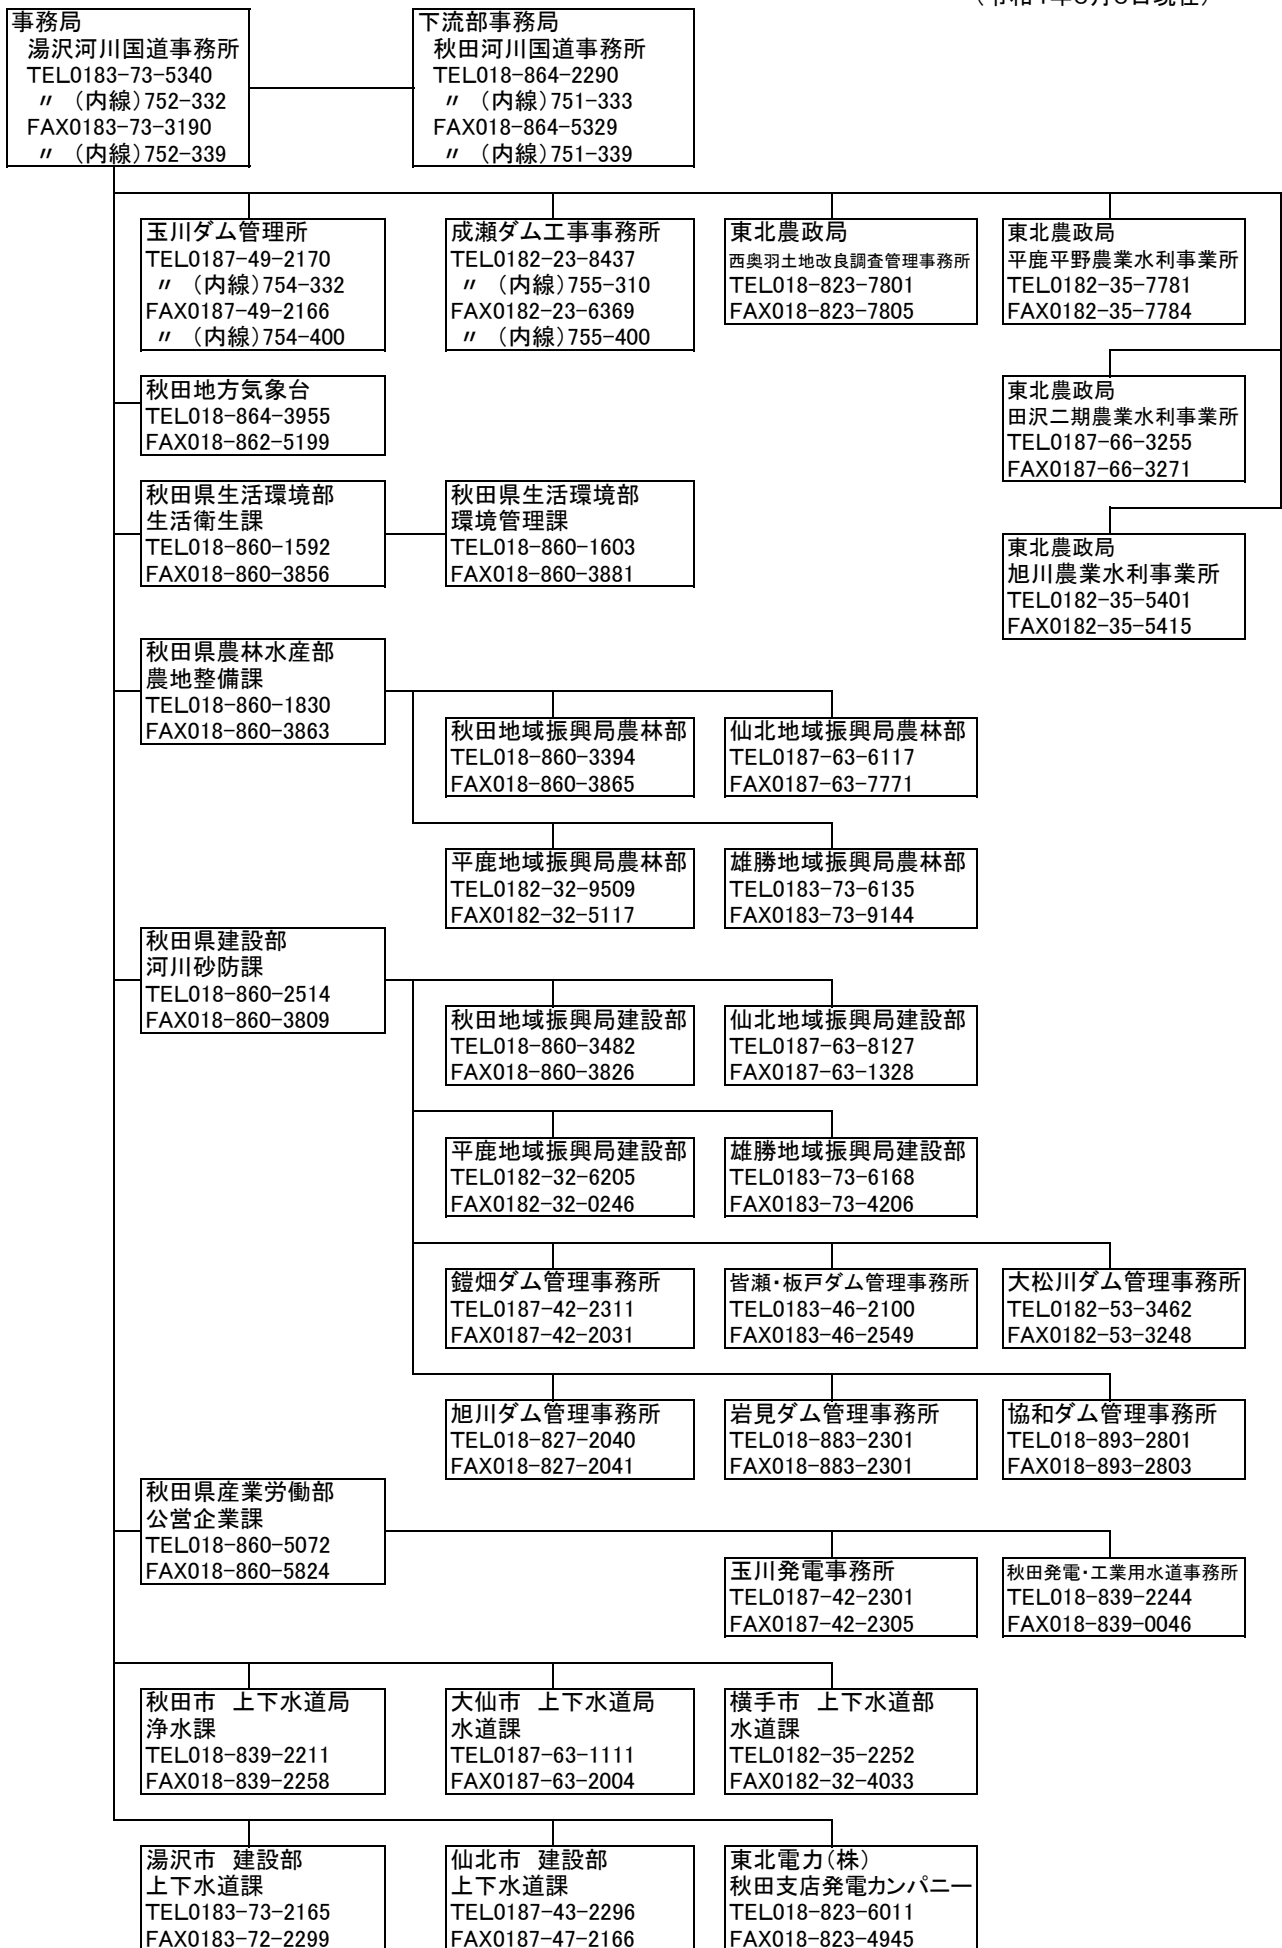 事務局
湯沢河川国道事務所
TEL0183-73-5340
〃 (内線)752-332
FAX0183-73-3190
〃 (内線)752-339
下流部事務局
秋田河川国道事務所
TEL018-864-2290
〃 (内線)751-333
FAX018-864-5329
〃 (内線)751-339
玉川ダム管理所
TEL0187-49-2170
〃 (内線)754-332
FAX0187-49-2166
〃 (内線)754-400
成瀬ダム工事事務所
TEL0182-23-8437
〃 (内線)755-310
FAX0182-23-6369
〃 (内線)755-400
東北農政局
西奥羽土地改良調査管理事務所
TEL018-823-7801
FAX018-823-7805
東北農政局
平鹿平野農業水利事業所
TEL0182-35-7781
FAX0182-35-7784
秋田地方気象台
TEL018-864-3955
FAX018-862-5199
東北農政局
田沢二期農業水利事業所
TEL0187-66-3255
FAX0187-66-3271
秋田県生活環境部
生活衛生課
TEL018-860-1592
FAX018-860-3856
秋田県生活環境部
環境管理課
TEL018-860-1603
FAX018-860-3881
東北農政局
旭川農業水利事業所
TEL0182-35-5401
FAX0182-35-5415
秋田県農林水産部
農地整備課
TEL018-860-1830
FAX018-860-3863
秋田地域振興局農林部
TEL018-860-3394
FAX018-860-3865
仙北地域振興局農林部
TEL0187-63-6117
FAX0187-63-7771
平鹿地域振興局農林部
TEL0182-32-9509
FAX0182-32-5117
雄勝地域振興局農林部
TEL0183-73-6135
FAX0183-73-9144
秋田県建設部
河川砂防課
TEL018-860-2514
FAX018-860-3809
秋田地域振興局建設部
TEL018-860-3482
FAX018-860-3826
仙北地域振興局建設部
TEL0187-63-8127
FAX0187-63-1328
平鹿地域振興局建設部
TEL0182-32-6205
FAX0182-32-0246
雄勝地域振興局建設部
TEL0183-73-6168
FAX0183-73-4206
鎧畑ダム管理事務所
TEL0187-42-2311
FAX0187-42-2031
皆瀬・板戸ダム管理事務所
TEL0183-46-2100
FAX0183-46-2549
大松川ダム管理事務所
TEL0182-53-3462
FAX0182-53-3248
旭川ダム管理事務所
TEL018-827-2040
FAX018-827-2041
岩見ダム管理事務所
TEL018-883-2301
FAX018-883-2301
協和ダム管理事務所
TEL018-893-2801
FAX018-893-2803
秋田県産業労働部
公営企業課
TEL018-860-5072
FAX018-860-5824
玉川発電事務所
TEL0187-42-2301
FAX0187-42-2305
秋田発電・工業用水道事務所
TEL018-839-2244
FAX018-839-0046
秋田市 上下水道局
浄水課
TEL018-839-2211
FAX018-839-2258
大仙市 上下水道局
水道課
TEL0187-63-1111
FAX0187-63-2004
横手市 上下水道部
水道課
TEL0182-35-2252
FAX0182-32-4033
湯沢市 建設部
上下水道課
TEL0183-73-2165
FAX0183-72-2299
仙北市 建設部
上下水道課
TEL0187-43-2296
FAX0187-47-2166
東北電力(株)
秋田支店発電カンパニー
TEL018-823-6011
FAX018-823-4945